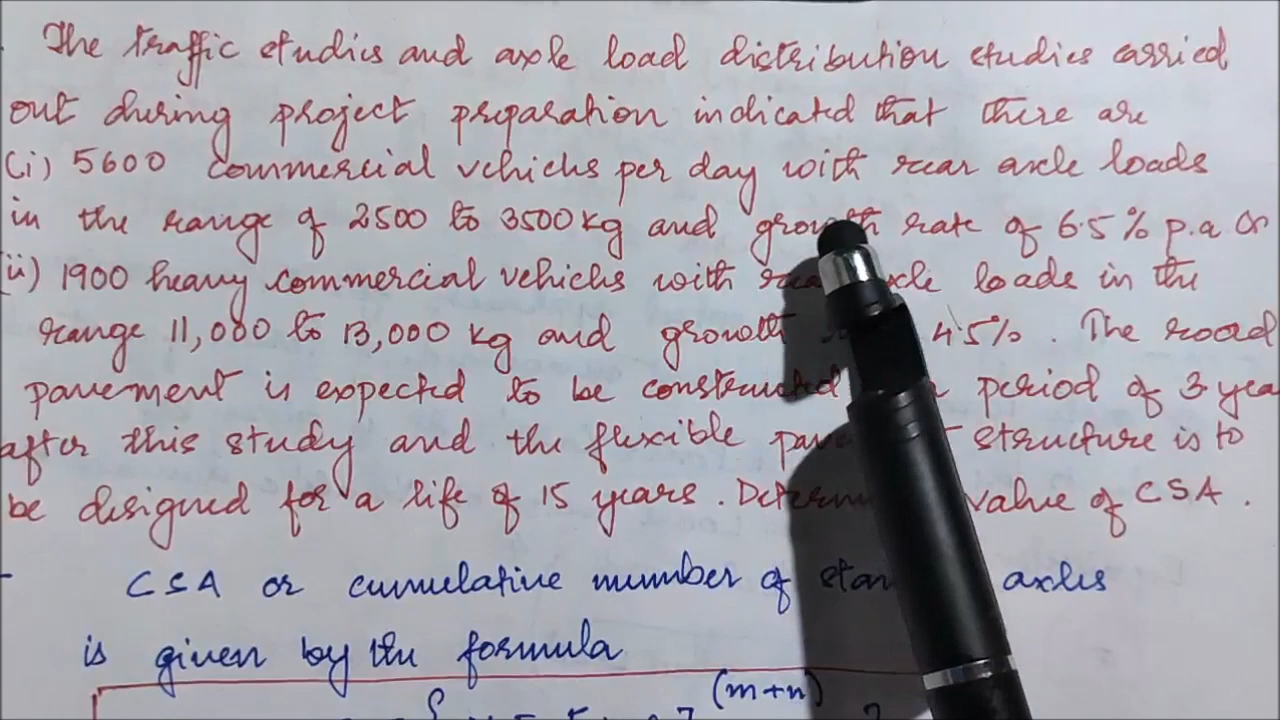 The traffic studies and axle load distribution studies carried
out during project preparation indicated that there are
(i) 5600 commercial vehicles per day with rear axle loads
in the range of 2500 to 3500 kg and growth rate of 6.5% p.a or
(ii) 1900 heavy commercial vehicles with loads in the
range 11,000 to 13,000 kg and growth 4.5%. The road
pavement is expected to be constructed period of 3 yea
after this study and the flexible structure is to
be designed for a life of 15 years. value of CSA.
CSA or cumulative number of axles
is given by the formula
(m+n)